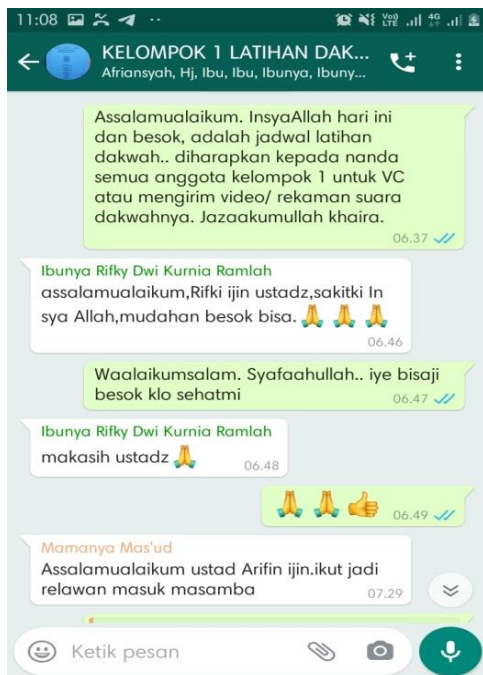 11:08
VoD
LTE
4G
KELOMPOK 1 LATIHAN DAK...
Afriansyah, Hj, Ibu, Ibu, Ibunya, Ibuny...
Assalamualaikum. InsyaAllah hari ini
dan besok, adalah jadwal latihan
dakwah.. diharapkan kepada nanda
semua anggota kelompok 1 untuk VC
atau mengirim video/ rekaman suara
dakwahnya. Jazaakumullah khaira.
06.37
Ibunya Rifky Dwi Kurnia Ramlah
assalamualaikum,Rifki ijin ustadz,sakitki In
sya Allah,mudahan besok bisa.🙏 🙏 🙏
06.46
Waalaikumsalam. Syafaahullah.. iye bisaji
besok klo sehatmi
06.47
Ibunya Rifky Dwi Kurnia Ramlah
makasih ustadz 🙏
06.48
🙏 🙏 👍 06.49
Mamanya Mas'ud
Assalamualaikum ustad Arifin ijin.ikut jadi
relawan masuk masamba
07.29
Ketik pesan